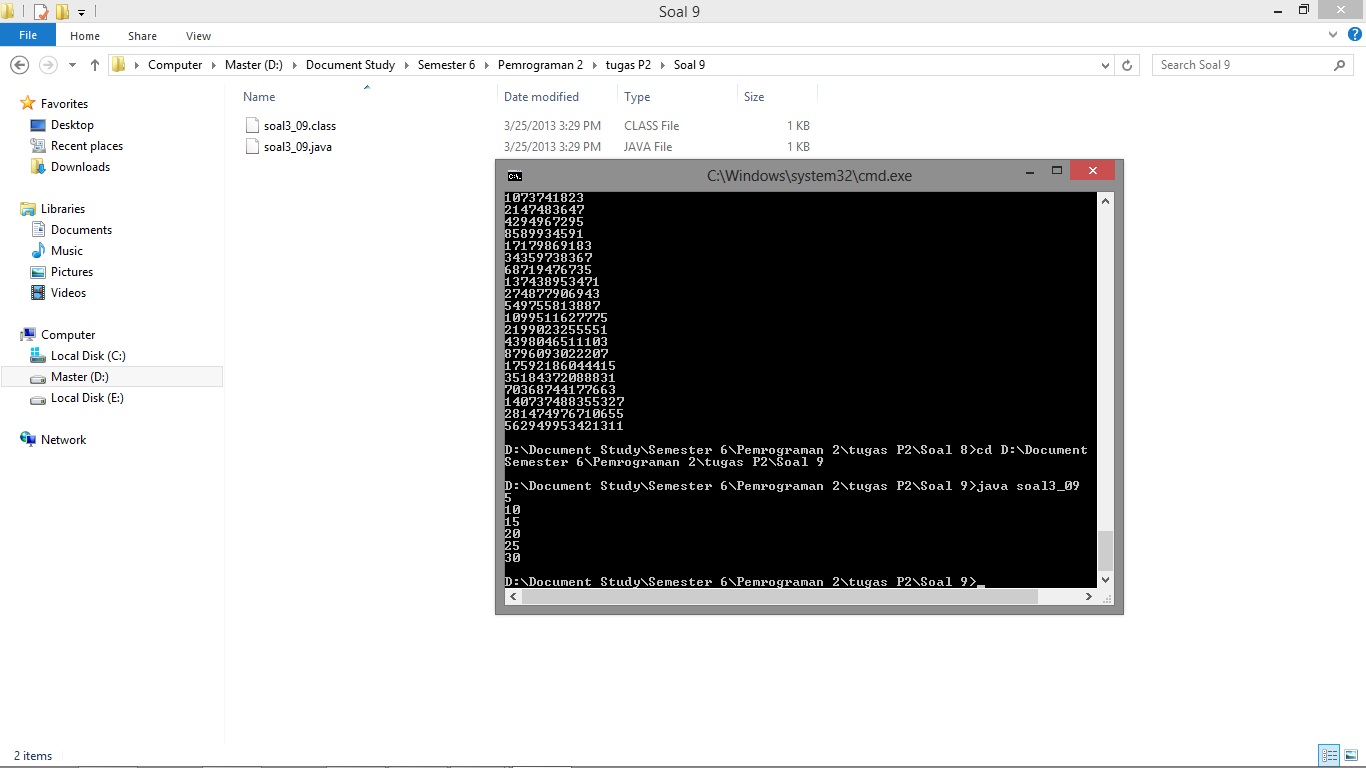 Soal 9
File Home Share View
Computer Master (D:) Document Study Semester 6 Pemrograman 2 tugas P2 Soal 9
Search Soal 9
Favorites
Desktop
Recent places
Downloads
Libraries
Documents
Music
Pictures
Videos
Computer
Local Disk (C:)
Master (D:)
Local Disk (E:)
Network
Name Date modified Type Size
soal3_09.class 3/25/2013 3:29 PM CLASS File 1 KB
soal3_09.java 3/25/2013 3:29 PM JAVA File 1 KB
C:\Windows\system32\cmd.exe
1073741823
2147483647
4294967295
8589934591
17179869183
34359738367
68719476735
137438953471
274877906943
549755813887
1099511627775
2199023255551
4398046511103
8796093022207
17592186044415
35184372088831
70368744177663
140737488355327
281474976710655
562949953421311
D:\Document Study\Semester 6\Pemrograman 2\tugas P2\Soal 8>cd D:\Document
Semester 6\Pemrograman 2\tugas P2\Soal 9
D:\Document Study\Semester 6\Pemrograman 2\tugas P2\Soal 9>java soal3_09
5
10
15
20
25
30
D:\Document Study\Semester 6\Pemrograman 2\tugas P2\Soal 9>_
2 items